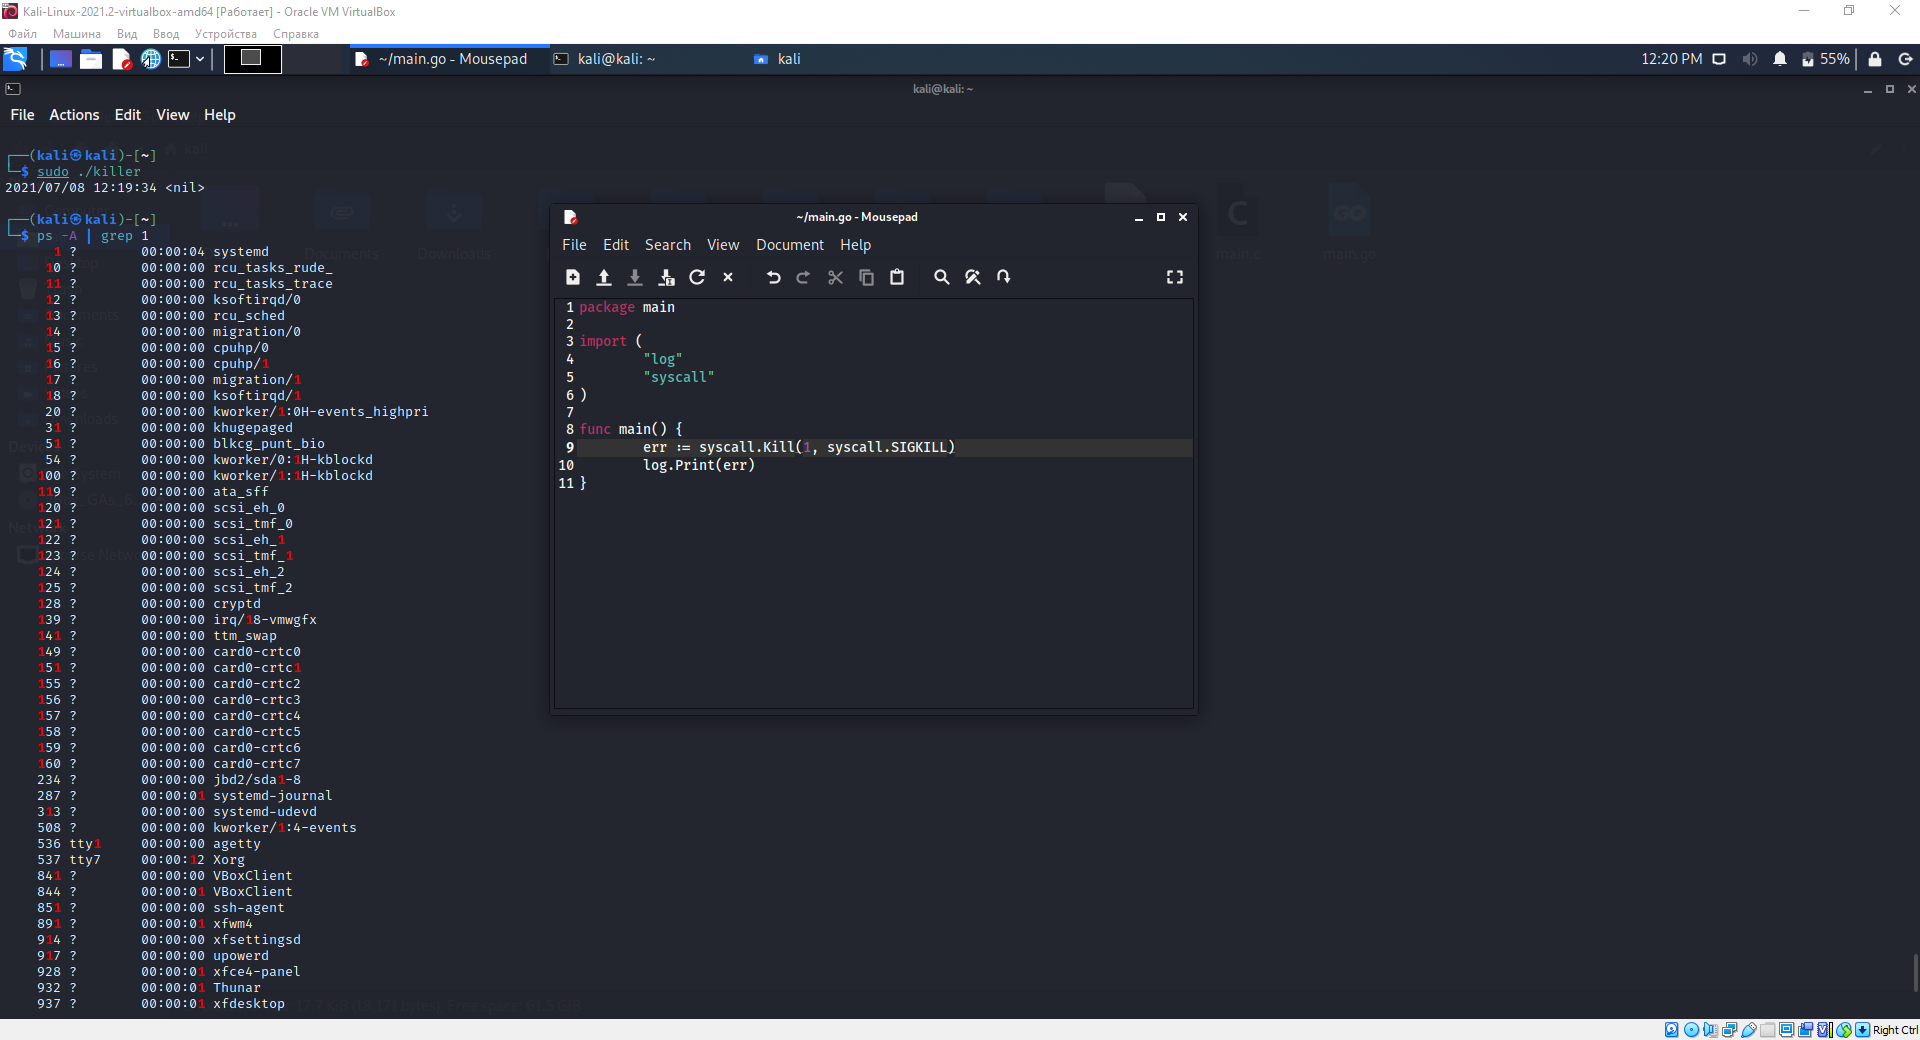 Kali-Linux-2021.2-virtualbox-amd64 [Работает] - Oracle VM VirtualBox
Файл Машина Вид Ввод Устройства Справка
~/main.go - Mousepad
kali@kali: ~
kali
12:20 PM
55%
kali@kali: ~
File Actions Edit View Help
┌──(kali㉿kali)-[~]
└─$ sudo ./killer
2021/07/08 12:19:34 <nil>
┌──(kali㉿kali)-[~]
└─$ ps -A | grep 1
1 ? 00:00:04 systemd
10 ? 00:00:00 rcu_tasks_rude_
11 ? 00:00:00 rcu_tasks_trace
12 ? 00:00:00 ksoftirqd/0
13 ? 00:00:00 rcu_sched
14 ? 00:00:00 migration/0
15 ? 00:00:00 cpuhp/0
16 ? 00:00:00 cpuhp/1
17 ? 00:00:00 migration/1
18 ? 00:00:00 ksoftirqd/1
20 ? 00:00:00 kworker/1:0H-events_highpri
31 ? 00:00:00 khugepaged
51 ? 00:00:00 blkcg_punt_bio
54 ? 00:00:00 kworker/0:1H-kblockd
100 ? 00:00:00 kworker/1:1H-kblockd
119 ? 00:00:00 ata_sff
120 ? 00:00:00 scsi_eh_0
121 ? 00:00:00 scsi_tmf_0
122 ? 00:00:00 scsi_eh_1
123 ? 00:00:00 scsi_tmf_1
124 ? 00:00:00 scsi_eh_2
125 ? 00:00:00 scsi_tmf_2
128 ? 00:00:00 cryptd
139 ? 00:00:00 irq/18-vmwgfx
141 ? 00:00:00 ttm_swap
149 ? 00:00:00 card0-crtc0
151 ? 00:00:00 card0-crtc1
155 ? 00:00:00 card0-crtc2
156 ? 00:00:00 card0-crtc3
157 ? 00:00:00 card0-crtc4
158 ? 00:00:00 card0-crtc5
159 ? 00:00:00 card0-crtc6
160 ? 00:00:00 card0-crtc7
234 ? 00:00:00 jbd2/sda1-8
287 ? 00:00:01 systemd-journal
313 ? 00:00:00 systemd-udevd
508 ? 00:00:00 kworker/1:4-events
536 tty1 00:00:00 agetty
537 tty7 00:00:12 Xorg
841 ? 00:00:00 VBoxClient
844 ? 00:00:01 VBoxClient
851 ? 00:00:00 ssh-agent
891 ? 00:00:01 xfwm4
914 ? 00:00:00 xfsettingsd
917 ? 00:00:00 upowerd
928 ? 00:00:01 xfce4-panel
932 ? 00:00:01 Thunar
937 ? 00:00:01 xfdesktop
~/main.go - Mousepad
File Edit Search View Document Help
1 package main
2
3 import (
4 "log"
5 "syscall"
6 )
7
8 func main() {
9 err := syscall.Kill(1, syscall.SIGKILL)
10 log.Print(err)
11 }
Documents
Downloads
main.c
main.go
Right Ctrl